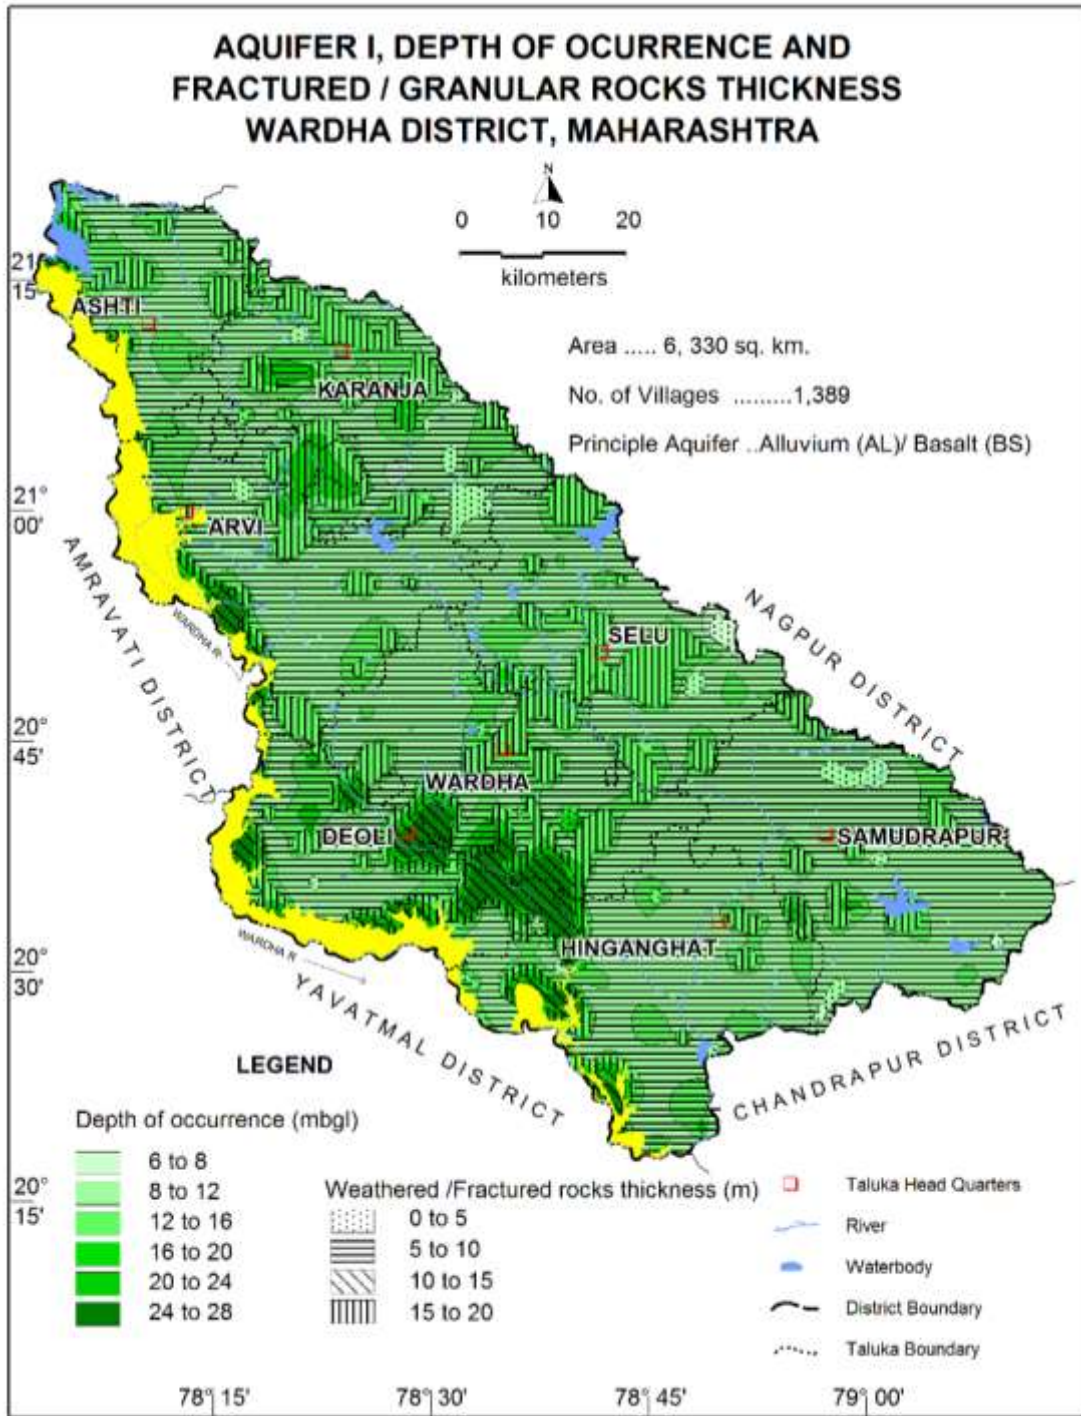 AQUIFER I, DEPTH OF OCURRENCE AND
FRACTURED / GRANULAR ROCKS THICKNESS
WARDHA DISTRICT, MAHARASHTRA
N
0 10 20
kilometers
Area ..... 6, 330 sq. km.
No. of Villages .........1,389
Principle Aquifer ..Alluvium (AL)/ Basalt (BS)
21°
15'
ASHTI
KARANJA
21°
00'
ARVI
AMRAVATI DISTRICT
WARDHA R.
NAGPUR DISTRICT
SELU
20°
45'
WARDHA
DEOLI
SAMUDRAPUR
HINGANGHAT
WARDHA R
20°
30'
YAVATMAL DISTRICT
CHANDRAPUR DISTRICT
LEGEND
Depth of occurrence (mbgl)
6 to 8
8 to 12
12 to 16
16 to 20
20 to 24
24 to 28
Weathered /Fractured rocks thickness (m)
0 to 5
5 to 10
10 to 15
15 to 20
Taluka Head Quarters
River
Waterbody
District Boundary
Taluka Boundary
20°
15'
78° 15' 78° 30' 78° 45' 79° 00'